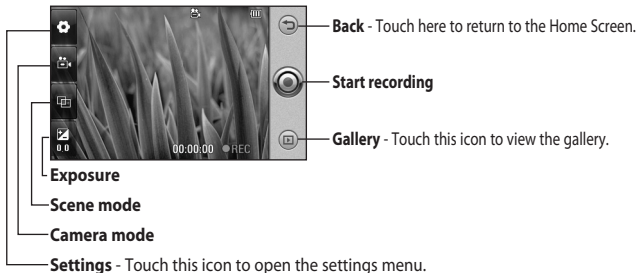 Back - Touch here to return to the Home Screen.
Start recording
Gallery - Touch this icon to view the gallery.
0.0
00:00:00 REC
Exposure
Scene mode
Camera mode
Settings - Touch this icon to open the settings menu.